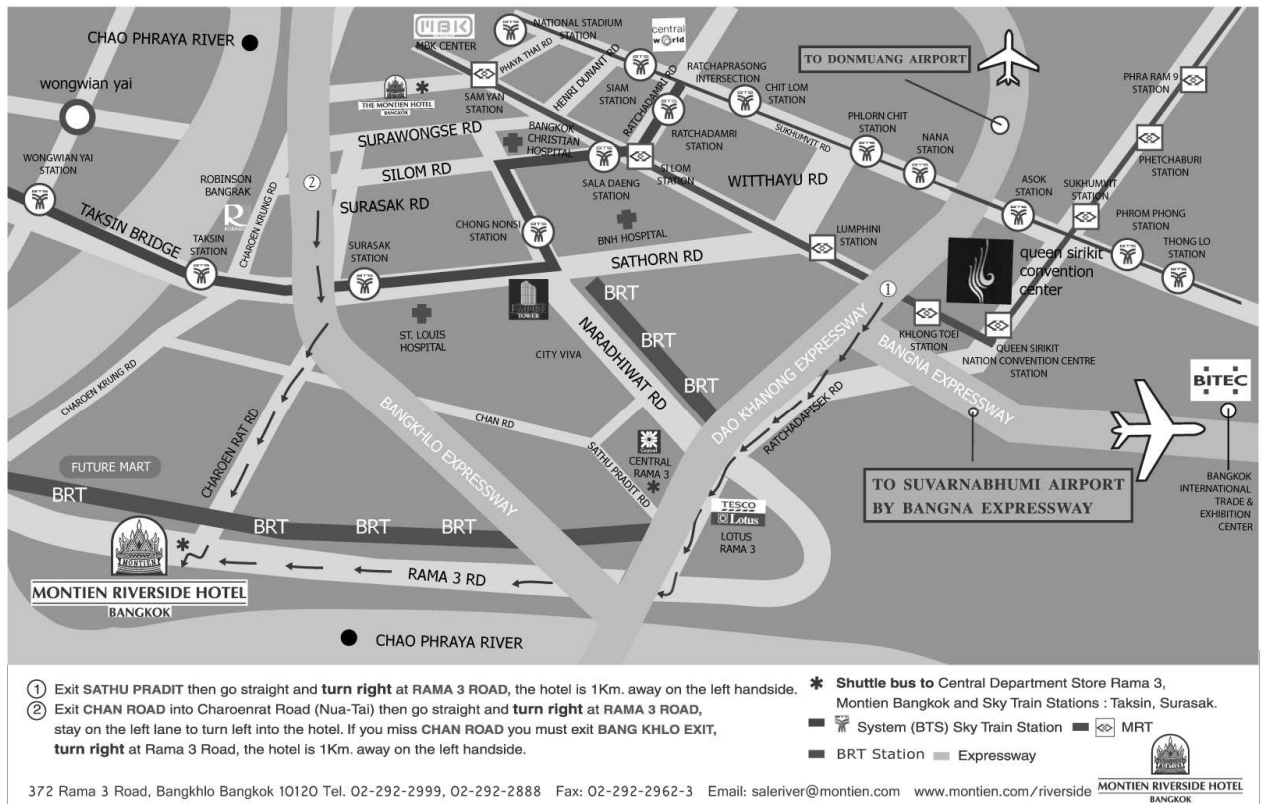 CHAO PHRAYA RIVER
wongwian yai
WONGWIAN YAI
STATION
TAKSIN BRIDGE
TAKSIN
STATION
ROBINSON
BANGRAK
R
CHAROEN KRUNG RD
MBK
MBK CENTER
THE MONTIEN HOTEL
BANGKOK
SAM YAN
STATION
PHAYA THAI RD
NATIONAL STADIUM
STATION
HENRI DUNANT RD
central
world
SIAM
STATION
RATCHADAMRI RD
RATCHAPRASONG
INTERSECTION
CHIT LOM
STATION
RATCHADAMRI
STATION
SUKHUMVIT RD
TO DONMUANG AIRPORT
PHLORN CHIT
STATION
NANA
STATION
PHRA RAM 9
STATION
PHETCHABURI
STATION
ASOK
STATION
SUKHUMVIT
STATION
PHROM PHONG
STATION
THONG LO
STATION
SURAWONGSE RD
SILOM RD
SURASAK RD
2
SURASAK
STATION
BANGKOK
CHRISTIAN
HOSPITAL
SALA DAENG
STATION
SI LOM
STATION
WITTHAYU RD
CHONG NONSI
STATION
BNH HOSPITAL
LUMPHINI
STATION
SATHORN RD
queen sirikit
convention
center
1
KHLONG TOEI
STATION
QUEEN SIRIKIT
NATION CONVENTION CENTRE
STATION
ST. LOUIS
HOSPITAL
EMPIRE
TOWER
CITY VIVA
BRT
BRT
BRT
NARADHIWAT RD
DAO KHANONG EXPRESSWAY
BANGNA EXPRESSWAY
RATCHADAPISEK RD
BITEC
BANGKOK
INTERNATIONAL
TRADE &
EXHIBITION
CENTER
TO SUVARNABHUMI AIRPORT
BY BANGNA EXPRESSWAY
CHAROEN KRUNG RD
CHAROEN RAT RD
BANGKHLO EXPRESSWAY
CHAN RD
SATHU PRADIT RD
CENTRAL
RAMA 3
TESCO
Lotus
LOTUS
RAMA 3
FUTURE MART
BRT
BRT
BRT
BRT
RAMA 3 RD
MONTIEN
MONTIEN RIVERSIDE HOTEL
BANGKOK
CHAO PHRAYA RIVER
1 Exit SATHU PRADIT then go straight and turn right at RAMA 3 ROAD, the hotel is 1Km. away on the left handside.
2 Exit CHAN ROAD into Charoenrat Road (Nua-Tai) then go straight and turn right at RAMA 3 ROAD,
stay on the left lane to turn left into the hotel. If you miss CHAN ROAD you must exit BANG KHLO EXIT,
turn right at Rama 3 Road, the hotel is 1Km. away on the left handside.
* Shuttle bus to Central Department Store Rama 3,
Montien Bangkok and Sky Train Stations : Taksin, Surasak.
System (BTS) Sky Train Station MRT
BRT Station Expressway
372 Rama 3 Road, Bangkhlo Bangkok 10120 Tel. 02-292-2999, 02-292-2888 Fax: 02-292-2962-3 Email: saleriver@montien.com www.montien.com/riverside
MONTIEN RIVERSIDE HOTEL
BANGKOK